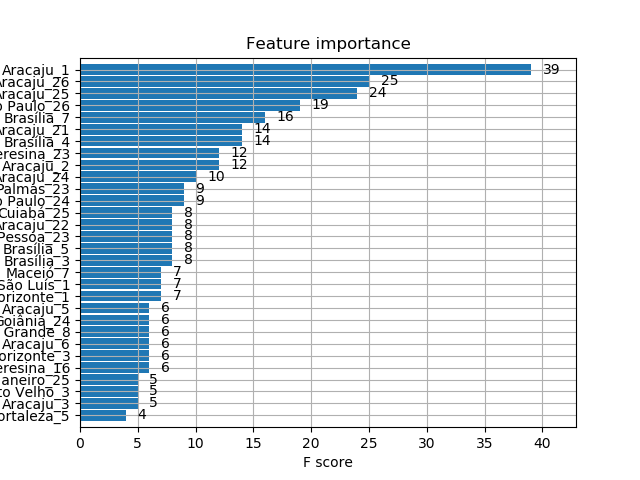 Feature importance
Aracaju_1 39
Aracaju_26 25
Aracaju_25 24
o Paulo_26 19
Brasília_7 16
Aracaju_21 14
Brasília_4 14
eresina_23 12
Aracaju_2 12
Aracaju_24 10
Palmas_23 9
o Paulo_24 9
Cuiabá_25 8
Aracaju_22 8
Pessoa_23 8
Brasília_5 8
Brasília_3 8
Maceió_7 7
São Luís_1 7
orizonte_1 7
Aracaju_5 6
Goiânia_24 6
Grande_8 6
Aracaju_6 6
orizonte_3 6
eresina_16 6
aneiro_25 5
to Velho_3 5
Aracaju_3 5
ortaleza_5 4
0 5 10 15 20 25 30 35 40
F score